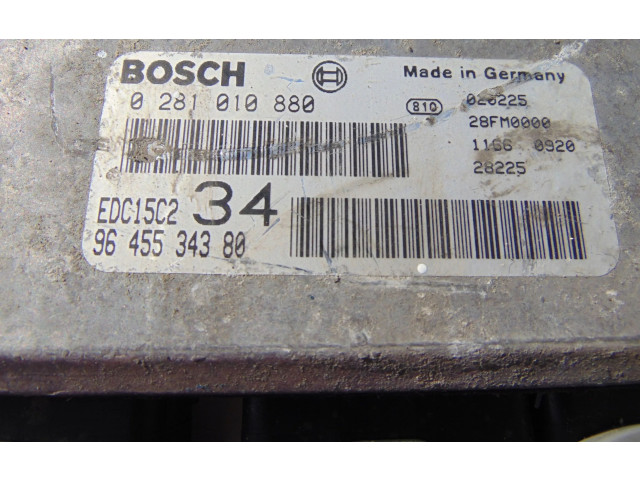 BOSCH
Made in Germany
0 281 010 880
810
028225
28FM0000
1166 0920
28225
EDC15C2 34
96 455 343 80